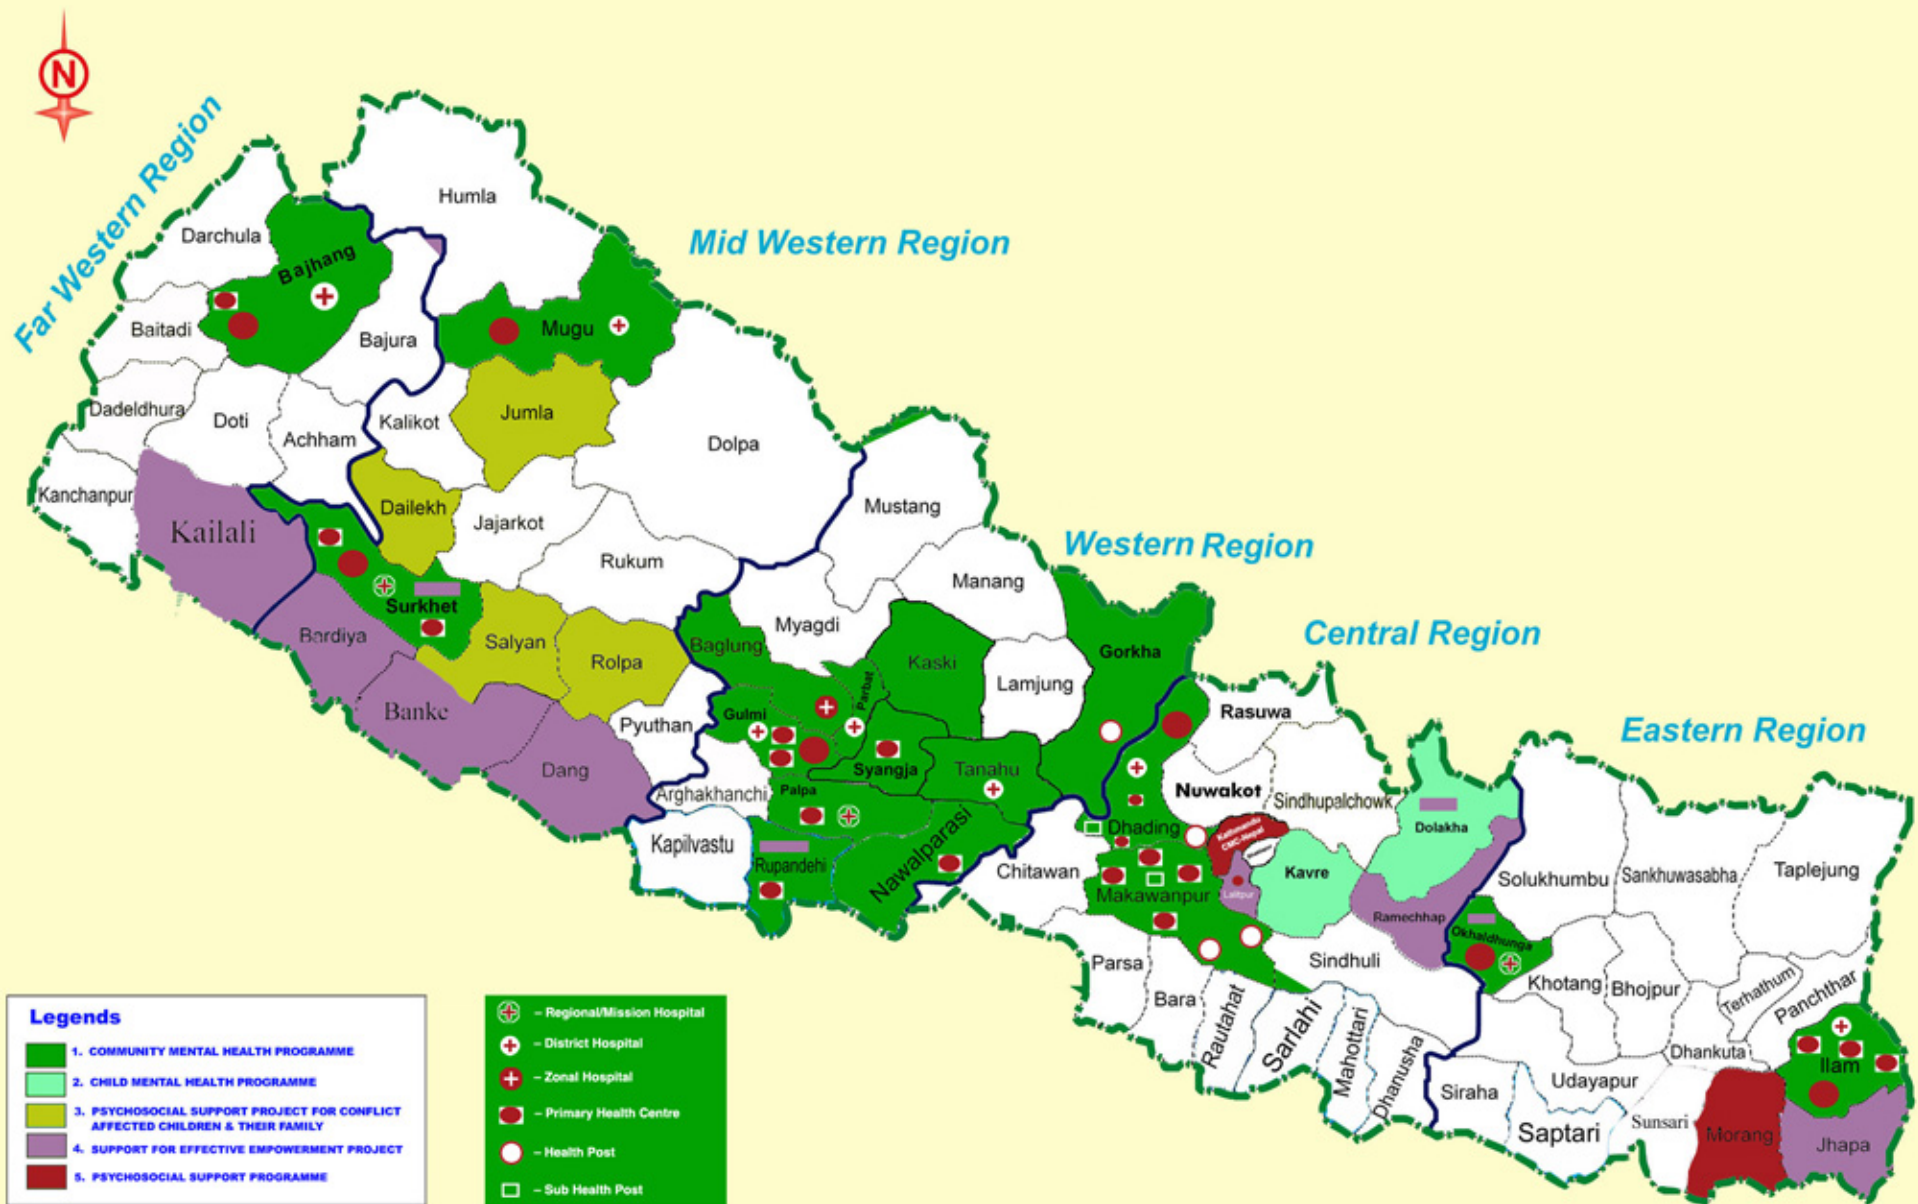 N
Far Western Region
Mid Western Region
Western Region
Central Region
Eastern Region
Humla
Darchula
Bajhang
Baitadi
Bajura
Mugu
Dadeldhura
Doti
Achham
Kalikot
Jumla
Dolpa
Kanchanpur
Kailali
Dailekh
Jajarkot
Mustang
Rukum
Manang
Surkhet
Bardiya
Salyan
Rolpa
Myagdi
Baglung
Kaski
Gorkha
Lamjung
Parbat
Banke
Pyuthan
Gulmi
Rasuwa
Dang
Syangja
Tanahu
Arghakhanchi
Palpa
Nuwakot
Sindhupalchowk
Kapilvastu
Rupandehi
Nawalparasi
Dhading
Kathmandu
CMC-Nepal
Dolakha
Chitawan
Makawanpur
Lalitpur
Kavre
Ramechhap
Solukhumbu
Sankhuwasabha
Taplejung
Okhaldhunga
Parsa
Bara
Rautahat
Sarlahi
Sindhuli
Mahottari
Dhanusha
Khotang
Bhojpur
Terhathum
Panchthar
Dhankuta
Ilam
Siraha
Udayapur
Saptari
Sunsari
Morang
Jhapa
Legends
1. COMMUNITY MENTAL HEALTH PROGRAMME
2. CHILD MENTAL HEALTH PROGRAMME
3. PSYCHOSOCIAL SUPPORT PROJECT FOR CONFLICT
AFFECTED CHILDREN & THEIR FAMILY
4. SUPPORT FOR EFFECTIVE EMPOWERMENT PROJECT
5. PSYCHOSOCIAL SUPPORT PROGRAMME
– Regional/Mission Hospital
– District Hospital
– Zonal Hospital
– Primary Health Centre
– Health Post
– Sub Health Post